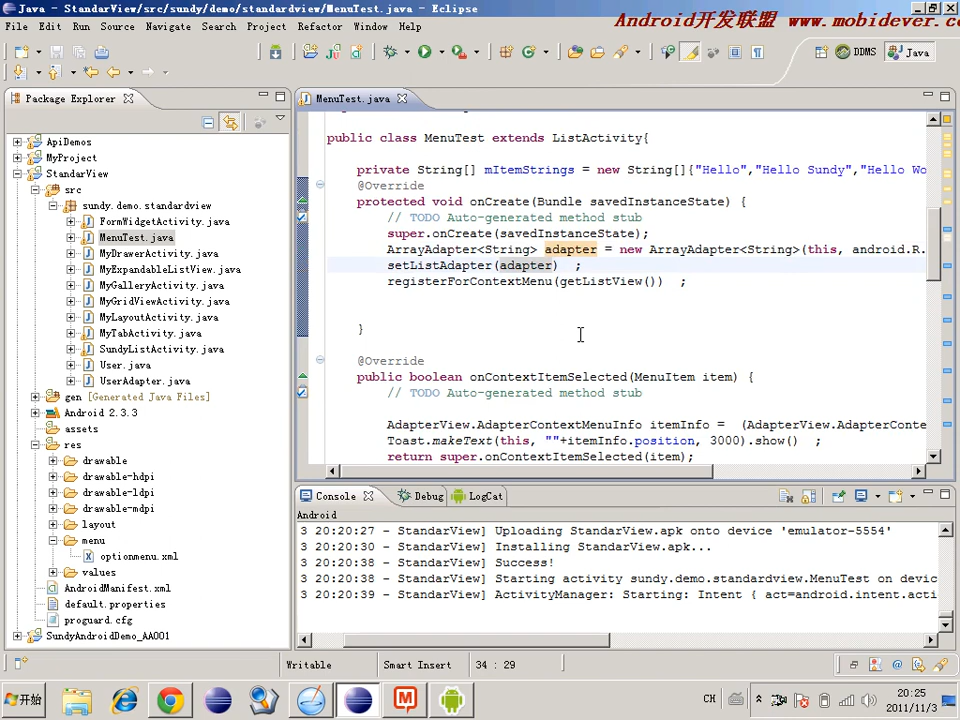 Java - StandarView/src/sundy/demo/standardview/MenuTest.java - Eclipse
Android开发联盟 www.mobidever.co
File Edit Run Source Navigate Search Project Refactor Window Help
DDMS Java
Package Explorer
MenuTest.java
ApiDemos
MyProject
StandarView
src
sundy.demo.standardview
FormWidgetActivity.java
MenuTest.java
MyDrawerActivity.java
MyExpandableListView.java
MyGalleryActivity.java
MyGridViewActivity.java
MyLayoutActivity.java
MyTabActivity.java
SundyListActivity.java
User.java
UserAdapter.java
gen [Generated Java Files]
Android 2.3.3
assets
res
drawable
drawable-hdpi
drawable-ldpi
drawable-mdpi
layout
menu
optionmenu.xml
values
AndroidManifest.xml
default.properties
proguard.cfg
SundyAndroidDemo_AA001
public class MenuTest extends ListActivity{
private String[] mItemStrings = new String[]{"Hello","Hello Sundy","Hello Wo
@Override
protected void onCreate(Bundle savedInstanceState) {
// TODO Auto-generated method stub
super.onCreate(savedInstanceState);
ArrayAdapter<String> adapter = new ArrayAdapter<String>(this, android.R.
setListAdapter(adapter) ;
registerForContextMenu(getListView()) ;
}
@Override
public boolean onContextItemSelected(MenuItem item) {
// TODO Auto-generated method stub
AdapterView.AdapterContextMenuInfo itemInfo = (AdapterView.AdapterConte
Toast.makeText(this, ""+itemInfo.position, 3000).show() ;
return super.onContextItemSelected(item);
Console Debug LogCat
Android
3 20:20:27 - StandarView] Uploading StandarView.apk onto device 'emulator-5554'
3 20:20:30 - StandarView] Installing StandarView.apk...
3 20:20:38 - StandarView] Success!
3 20:20:38 - StandarView] Starting activity sundy.demo.standardview.MenuTest on devic
3 20:20:39 - StandarView] ActivityManager: Starting: Intent { act=android.intent.acti
Writable Smart Insert 34 : 29
开始
CH
20:25
2011/11/3